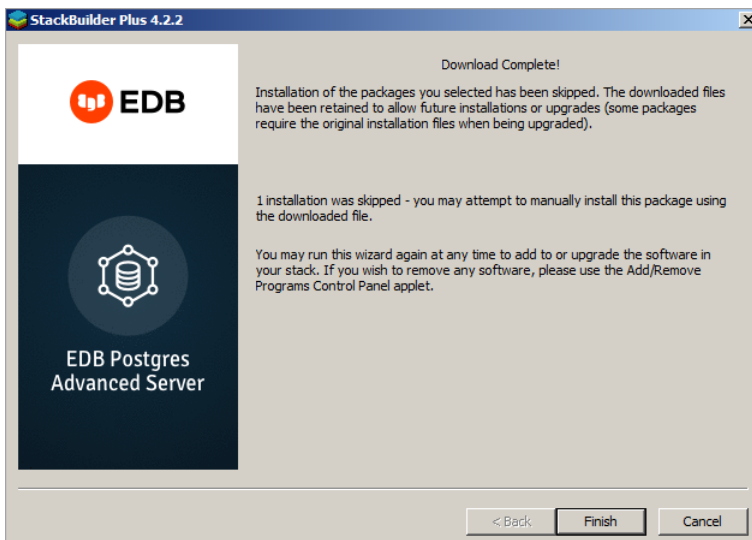 StackBuilder Plus 4.2.2
EDB
EDB Postgres
Advanced Server
Download Complete!
Installation of the packages you selected has been skipped. The downloaded files
have been retained to allow future installations or upgrades (some packages
require the original installation files when being upgraded).
1 installation was skipped - you may attempt to manually install this package using
the downloaded file.
You may run this wizard again at any time to add to or upgrade the software in
your stack. If you wish to remove any software, please use the Add/Remove
Programs Control Panel applet.
< Back Finish Cancel